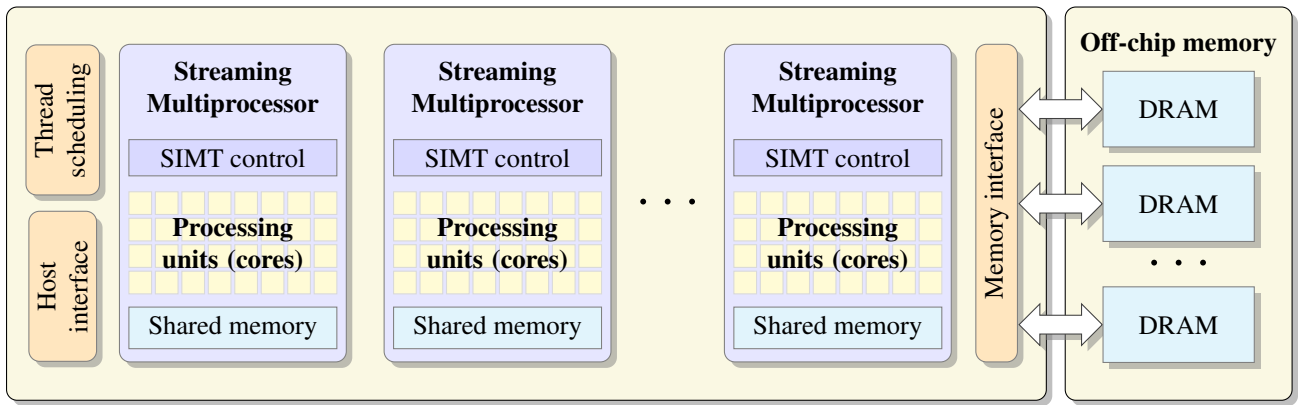 Thread
scheduling
Host
interface
Streaming
Multiprocessor
SIMT control
Processing
units (cores)
Shared memory
Streaming
Multiprocessor
SIMT control
Processing
units (cores)
Shared memory
. . .
Streaming
Multiprocessor
SIMT control
Processing
units (cores)
Shared memory
Memory interface
Off-chip memory
DRAM
DRAM
. . .
DRAM